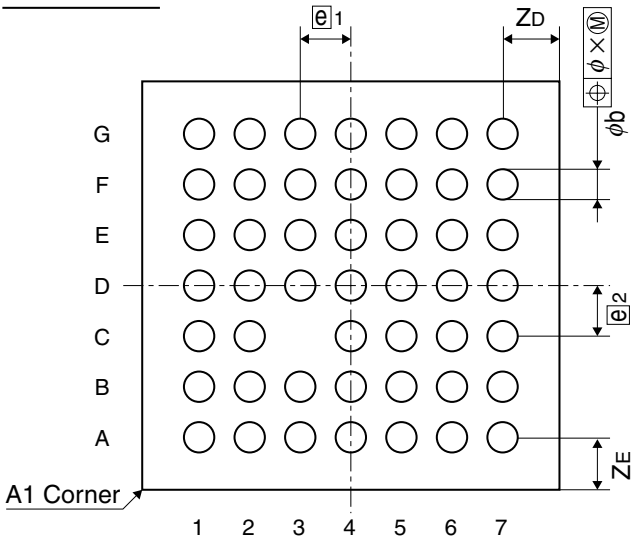 e1
ZD
⌖ ϕ × Ⓜ
ϕb
G
F
E
D
C
B
A
e2
ZE
A1 Corner
1 2 3 4 5 6 7